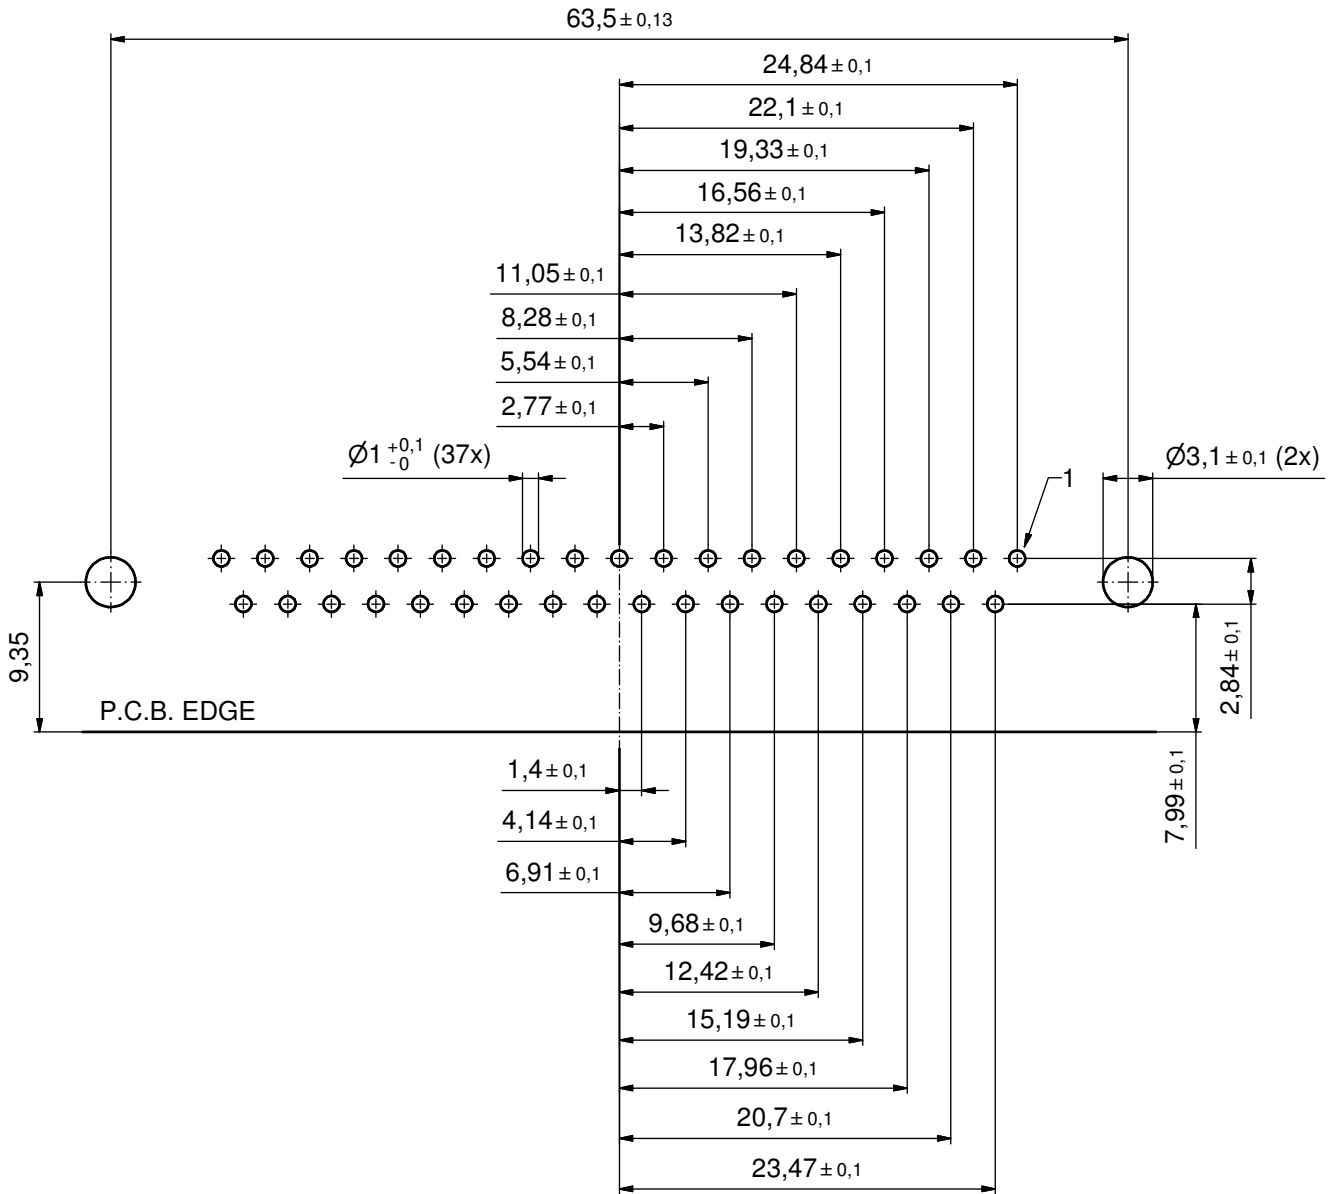 63,5 ± 0,13
24,84 ± 0,1
22,1 ± 0,1
19,33 ± 0,1
16,56 ± 0,1
13,82 ± 0,1
11,05 ± 0,1
8,28 ± 0,1
5,54 ± 0,1
2,77 ± 0,1
Ø1 +0,1 -0 (37x)
Ø3,1 ± 0,1 (2x)
1
9,35
2,84 ± 0,1
P.C.B. EDGE
7,99 ± 0,1
1,4 ± 0,1
4,14 ± 0,1
6,91 ± 0,1
9,68 ± 0,1
12,42 ± 0,1
15,19 ± 0,1
17,96 ± 0,1
20,7 ± 0,1
23,47 ± 0,1